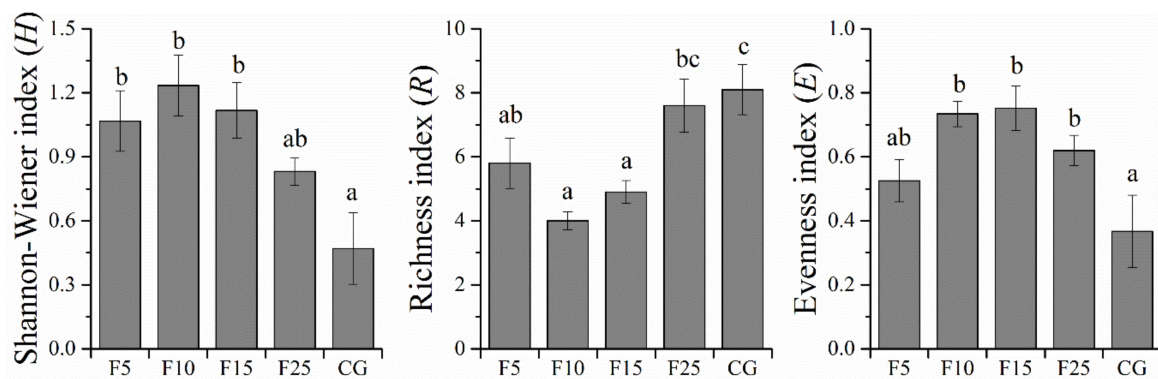 Shannon-Wiener index (H)
1.5
1.2
0.9
0.6
0.3
0.0
b
b
b
ab
a
F5 F10 F15 F25 CG
Richness index (R)
10
8
6
4
2
0
ab
a
a
bc
c
F5 F10 F15 F25 CG
Evenness index (E)
1.0
0.8
0.6
0.4
0.2
0.0
ab
b
b
b
a
F5 F10 F15 F25 CG